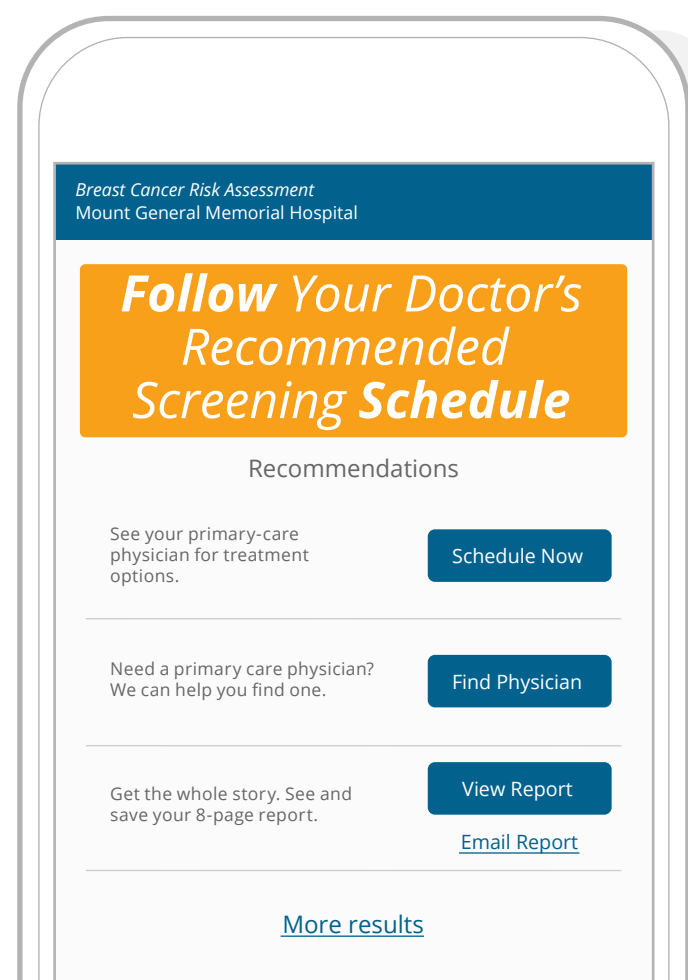 Breast Cancer Risk Assessment
Mount General Memorial Hospital
Follow Your Doctor’s
Recommended
Screening Schedule
Recommendations
See your primary-care
physician for treatment
options.
Schedule Now
Need a primary care physician?
We can help you find one.
Find Physician
Get the whole story. See and
save your 8-page report.
View Report
Email Report
More results